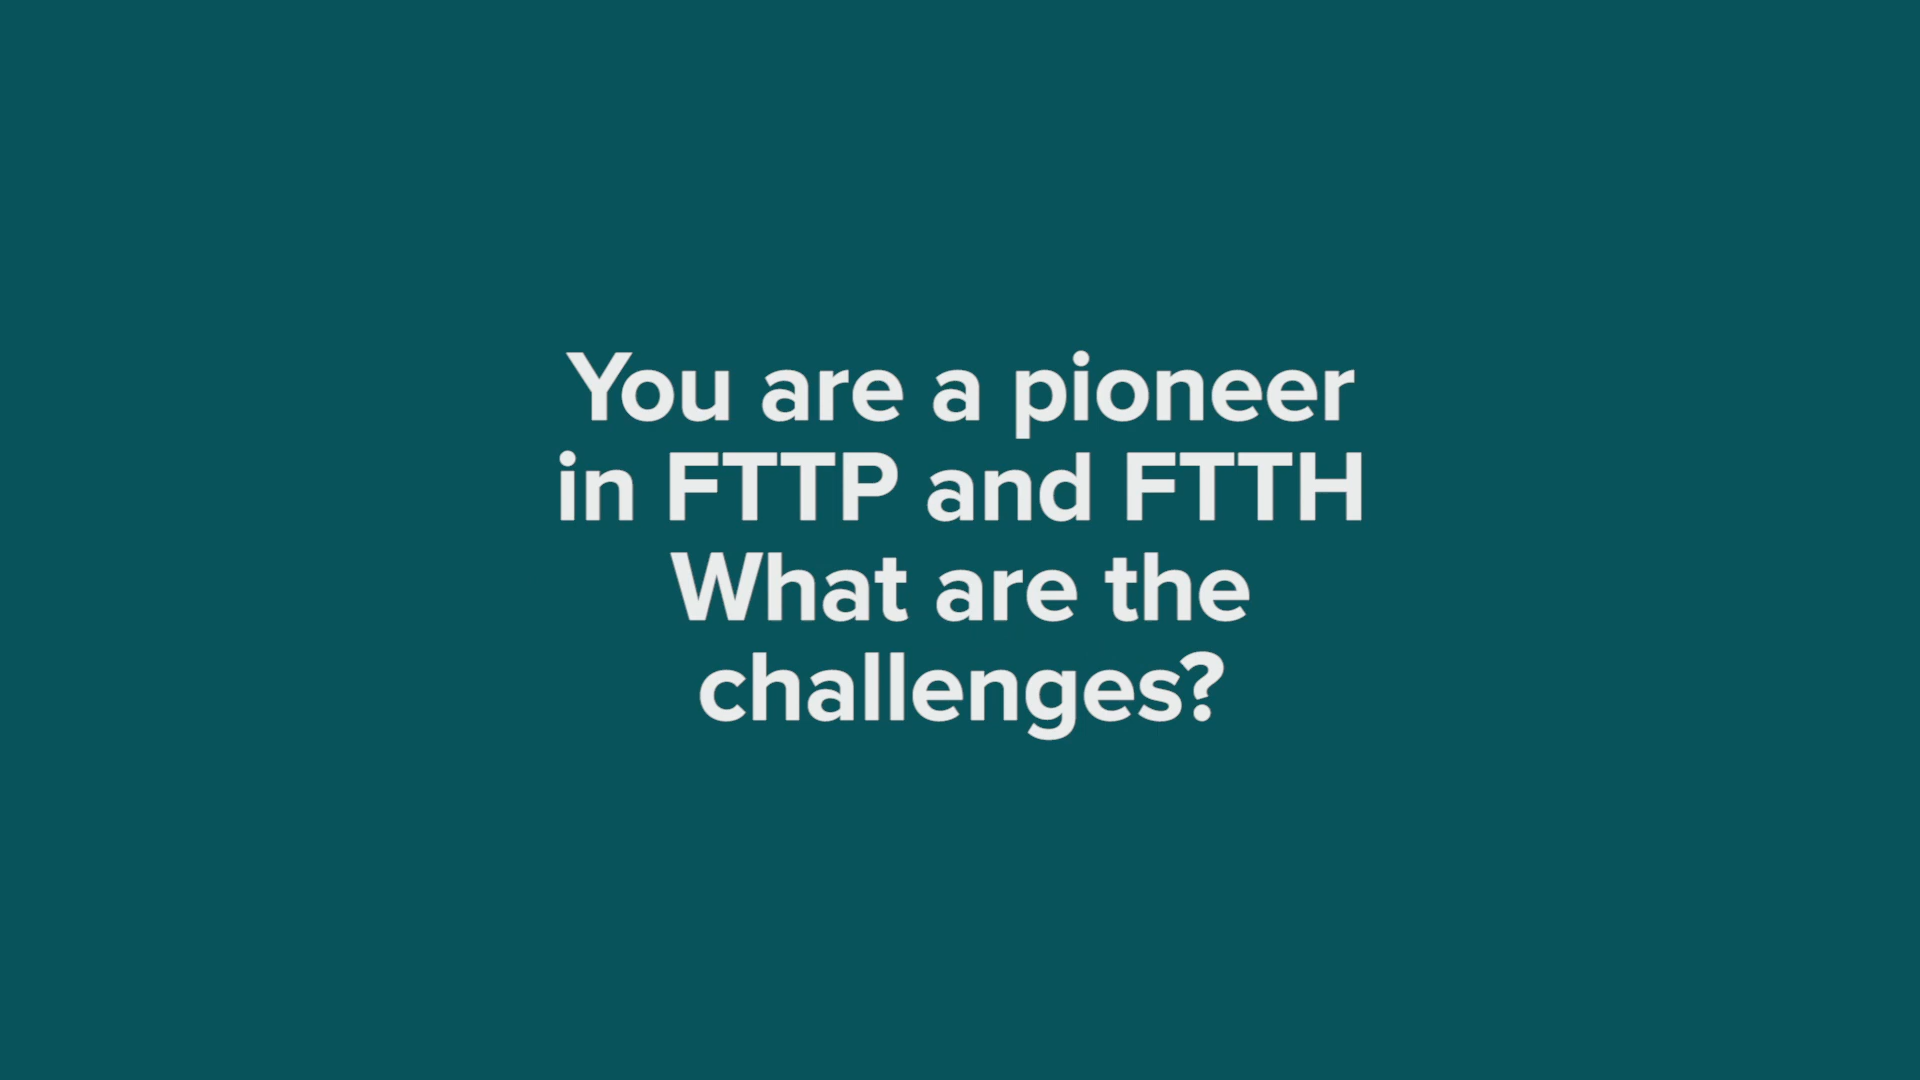 You are a pioneer
in FTTP and FTTH
What are the
challenges?